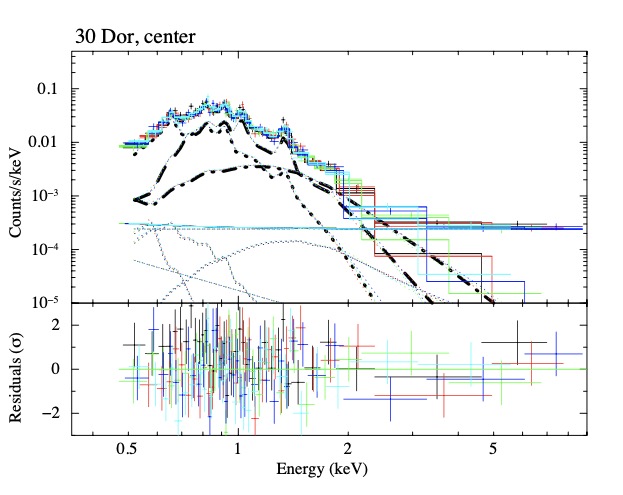 30 Dor, center
0.1
0.01
10⁻³
10⁻⁴
10⁻⁵
Counts/s/keV
2
0
−2
Residuals (σ)
0.5 1 2 5
Energy (keV)